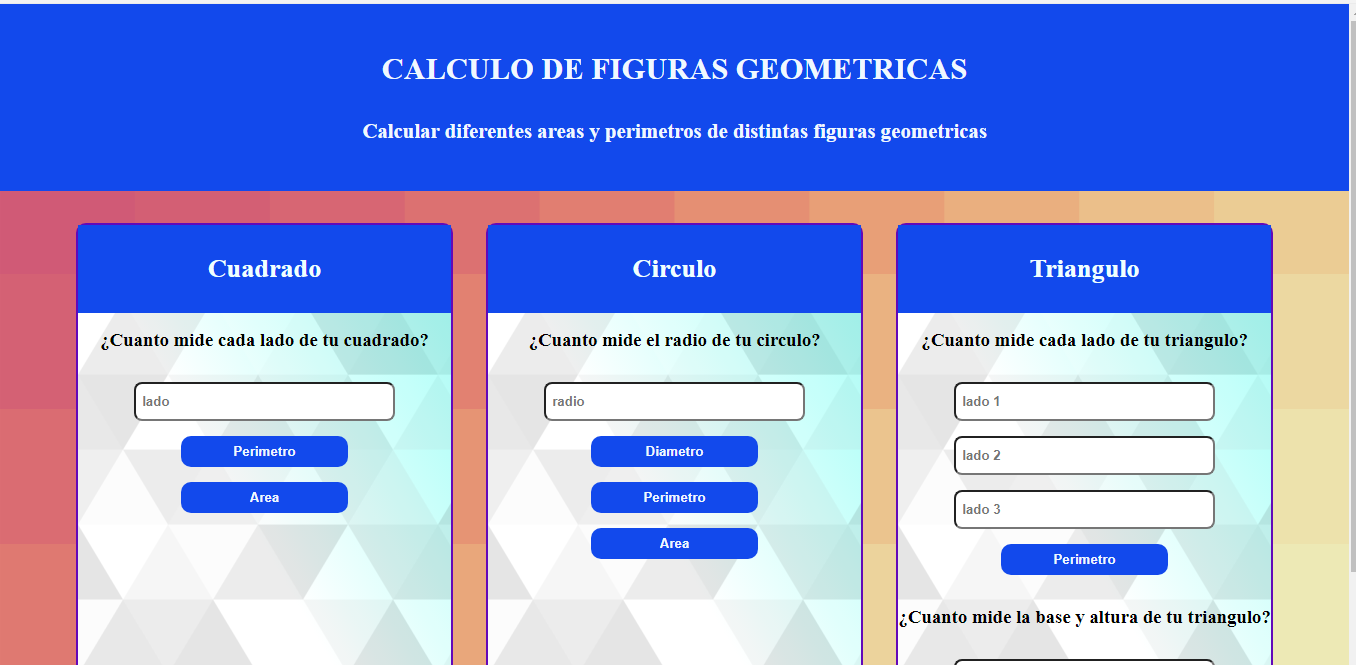 CALCULO DE FIGURAS GEOMETRICAS
Calcular diferentes areas y perimetros de distintas figuras geometricas
Cuadrado
¿Cuanto mide cada lado de tu cuadrado?
lado
Perimetro
Area
Circulo
¿Cuanto mide el radio de tu circulo?
radio
Diametro
Perimetro
Area
Triangulo
¿Cuanto mide cada lado de tu triangulo?
lado 1
lado 2
lado 3
Perimetro
¿Cuanto mide la base y altura de tu triangulo?